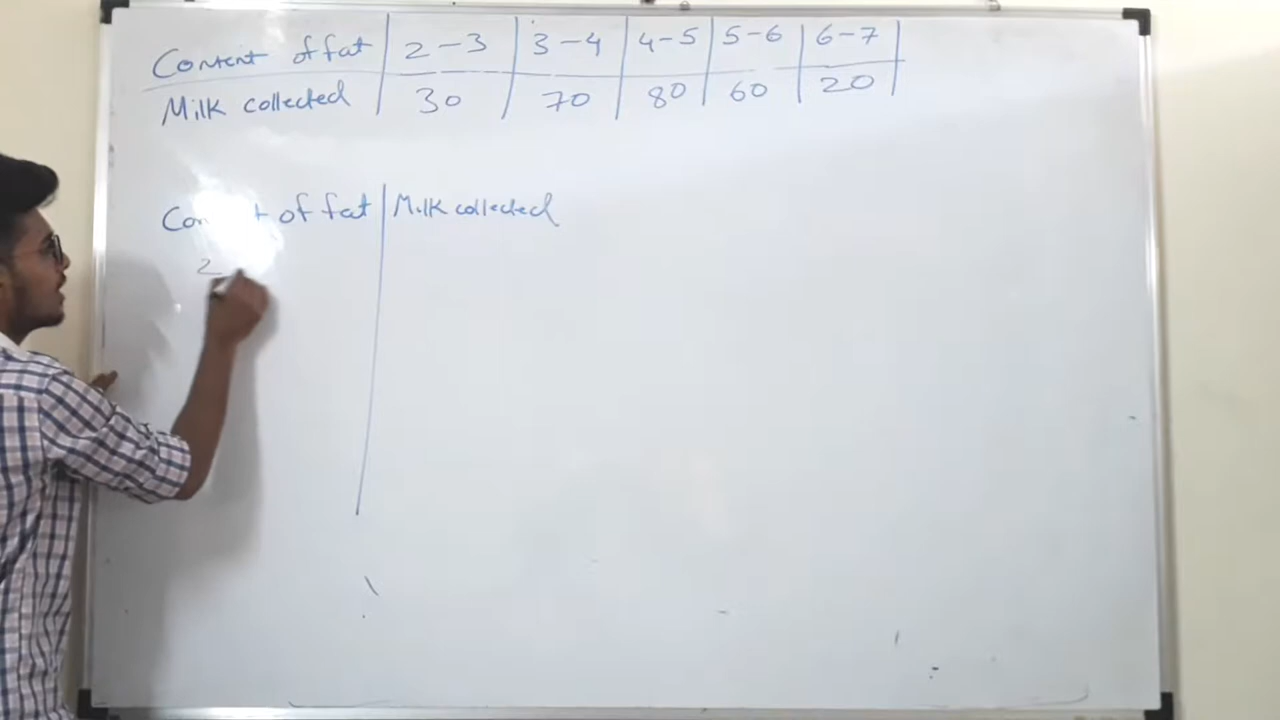 Content of fat 2-3 3-4 4-5 5-6 6-7
Milk collected 30 70 80 60 20
of fat Milk collected
2